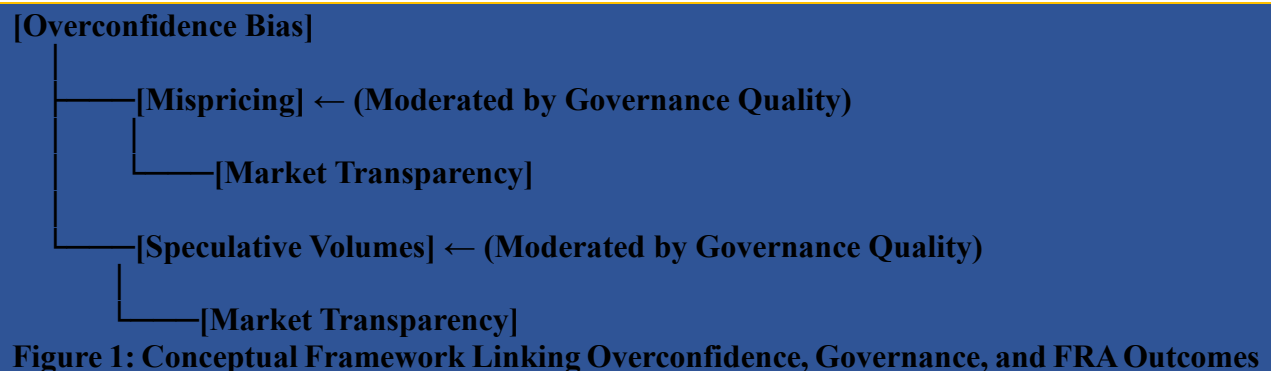 [Overconfidence Bias]
[Mispricing] ← (Moderated by Governance Quality)
[Market Transparency]
[Speculative Volumes] ← (Moderated by Governance Quality)
[Market Transparency]
Figure 1: Conceptual Framework Linking Overconfidence, Governance, and FRA Outcomes